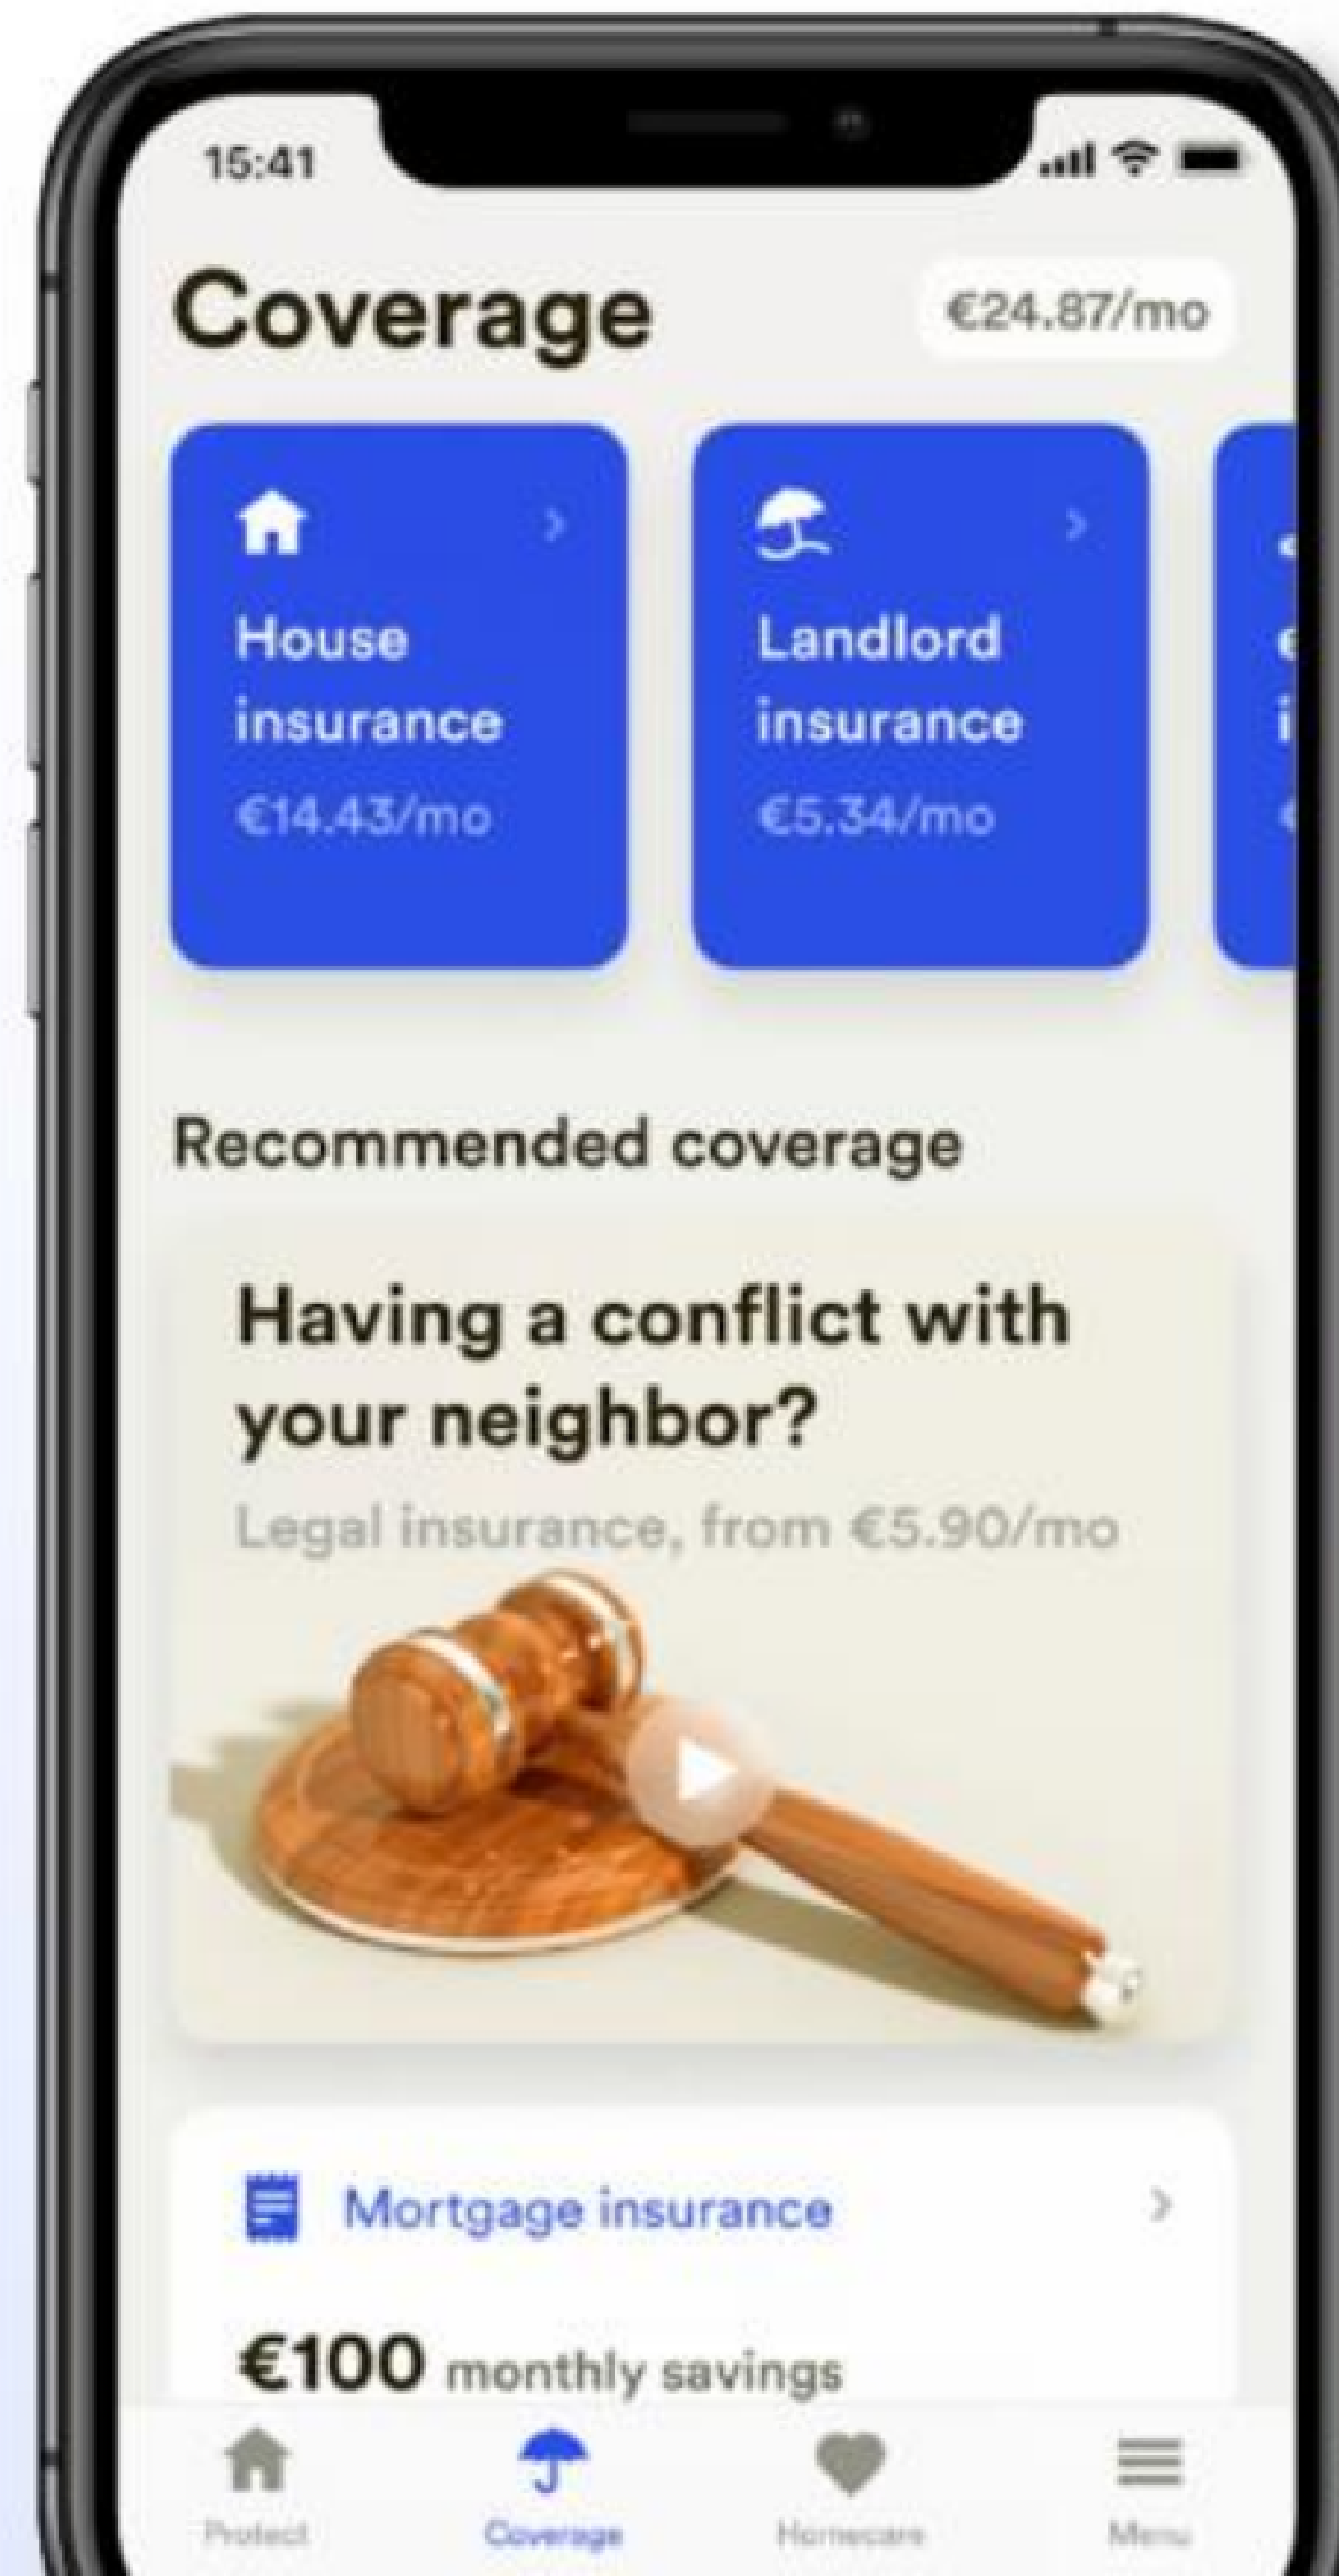 15:41
Coverage
€24.87/mo
House
insurance
€14.43/mo
Landlord
insurance
€5.34/mo
Recommended coverage
Having a conflict with
your neighbor?
Legal insurance, from €5.90/mo
Mortgage insurance
€100 monthly savings
Protect
Coverage
Homecare
Menu